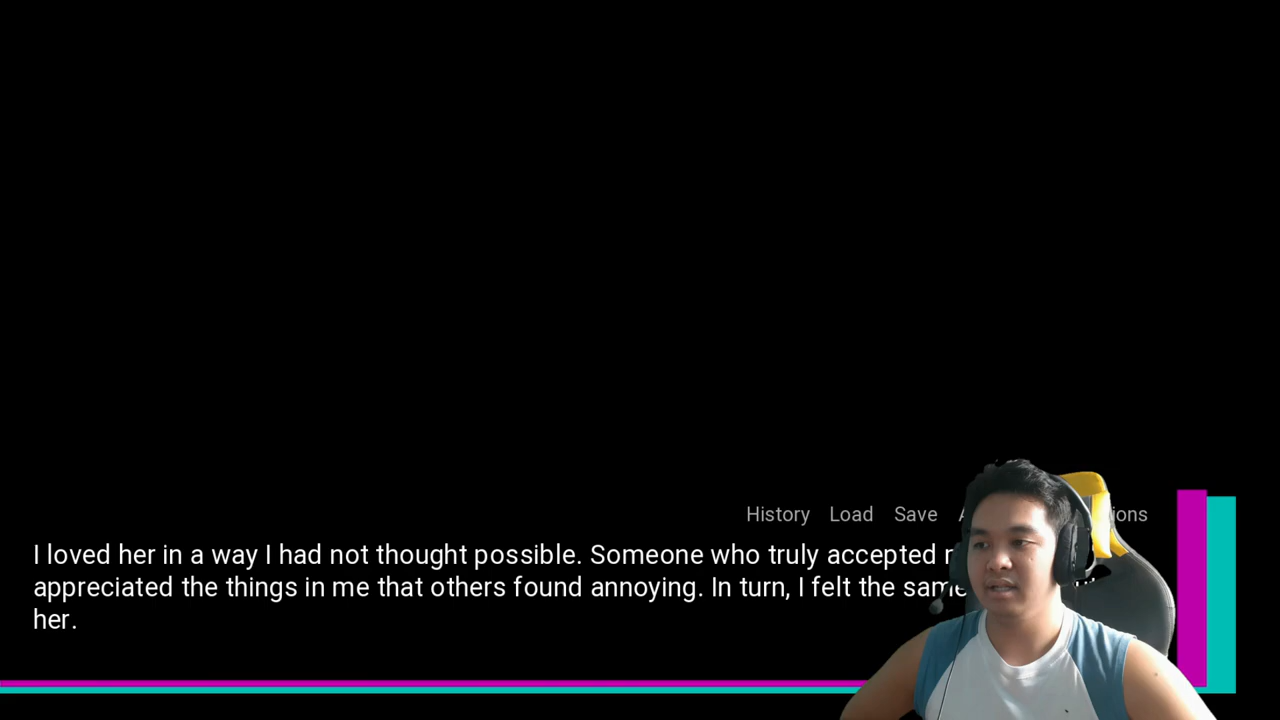 History Load Save
I loved her in a way I had not thought possible. Someone who truly accepted
appreciated the things in me that others found annoying. In turn, I felt the same
her.